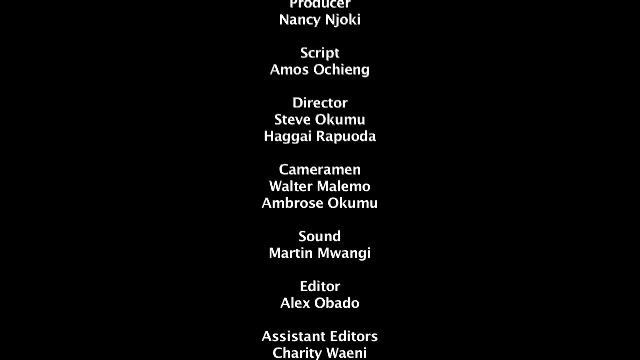 Producer
Nancy Njoki
Script
Amos Ochieng
Director
Steve Okumu
Haggai Rapuoda
Cameramen
Walter Malemo
Ambrose Okumu
Sound
Martin Mwangi
Editor
Alex Obado
Assistant Editors
Charity Waeni